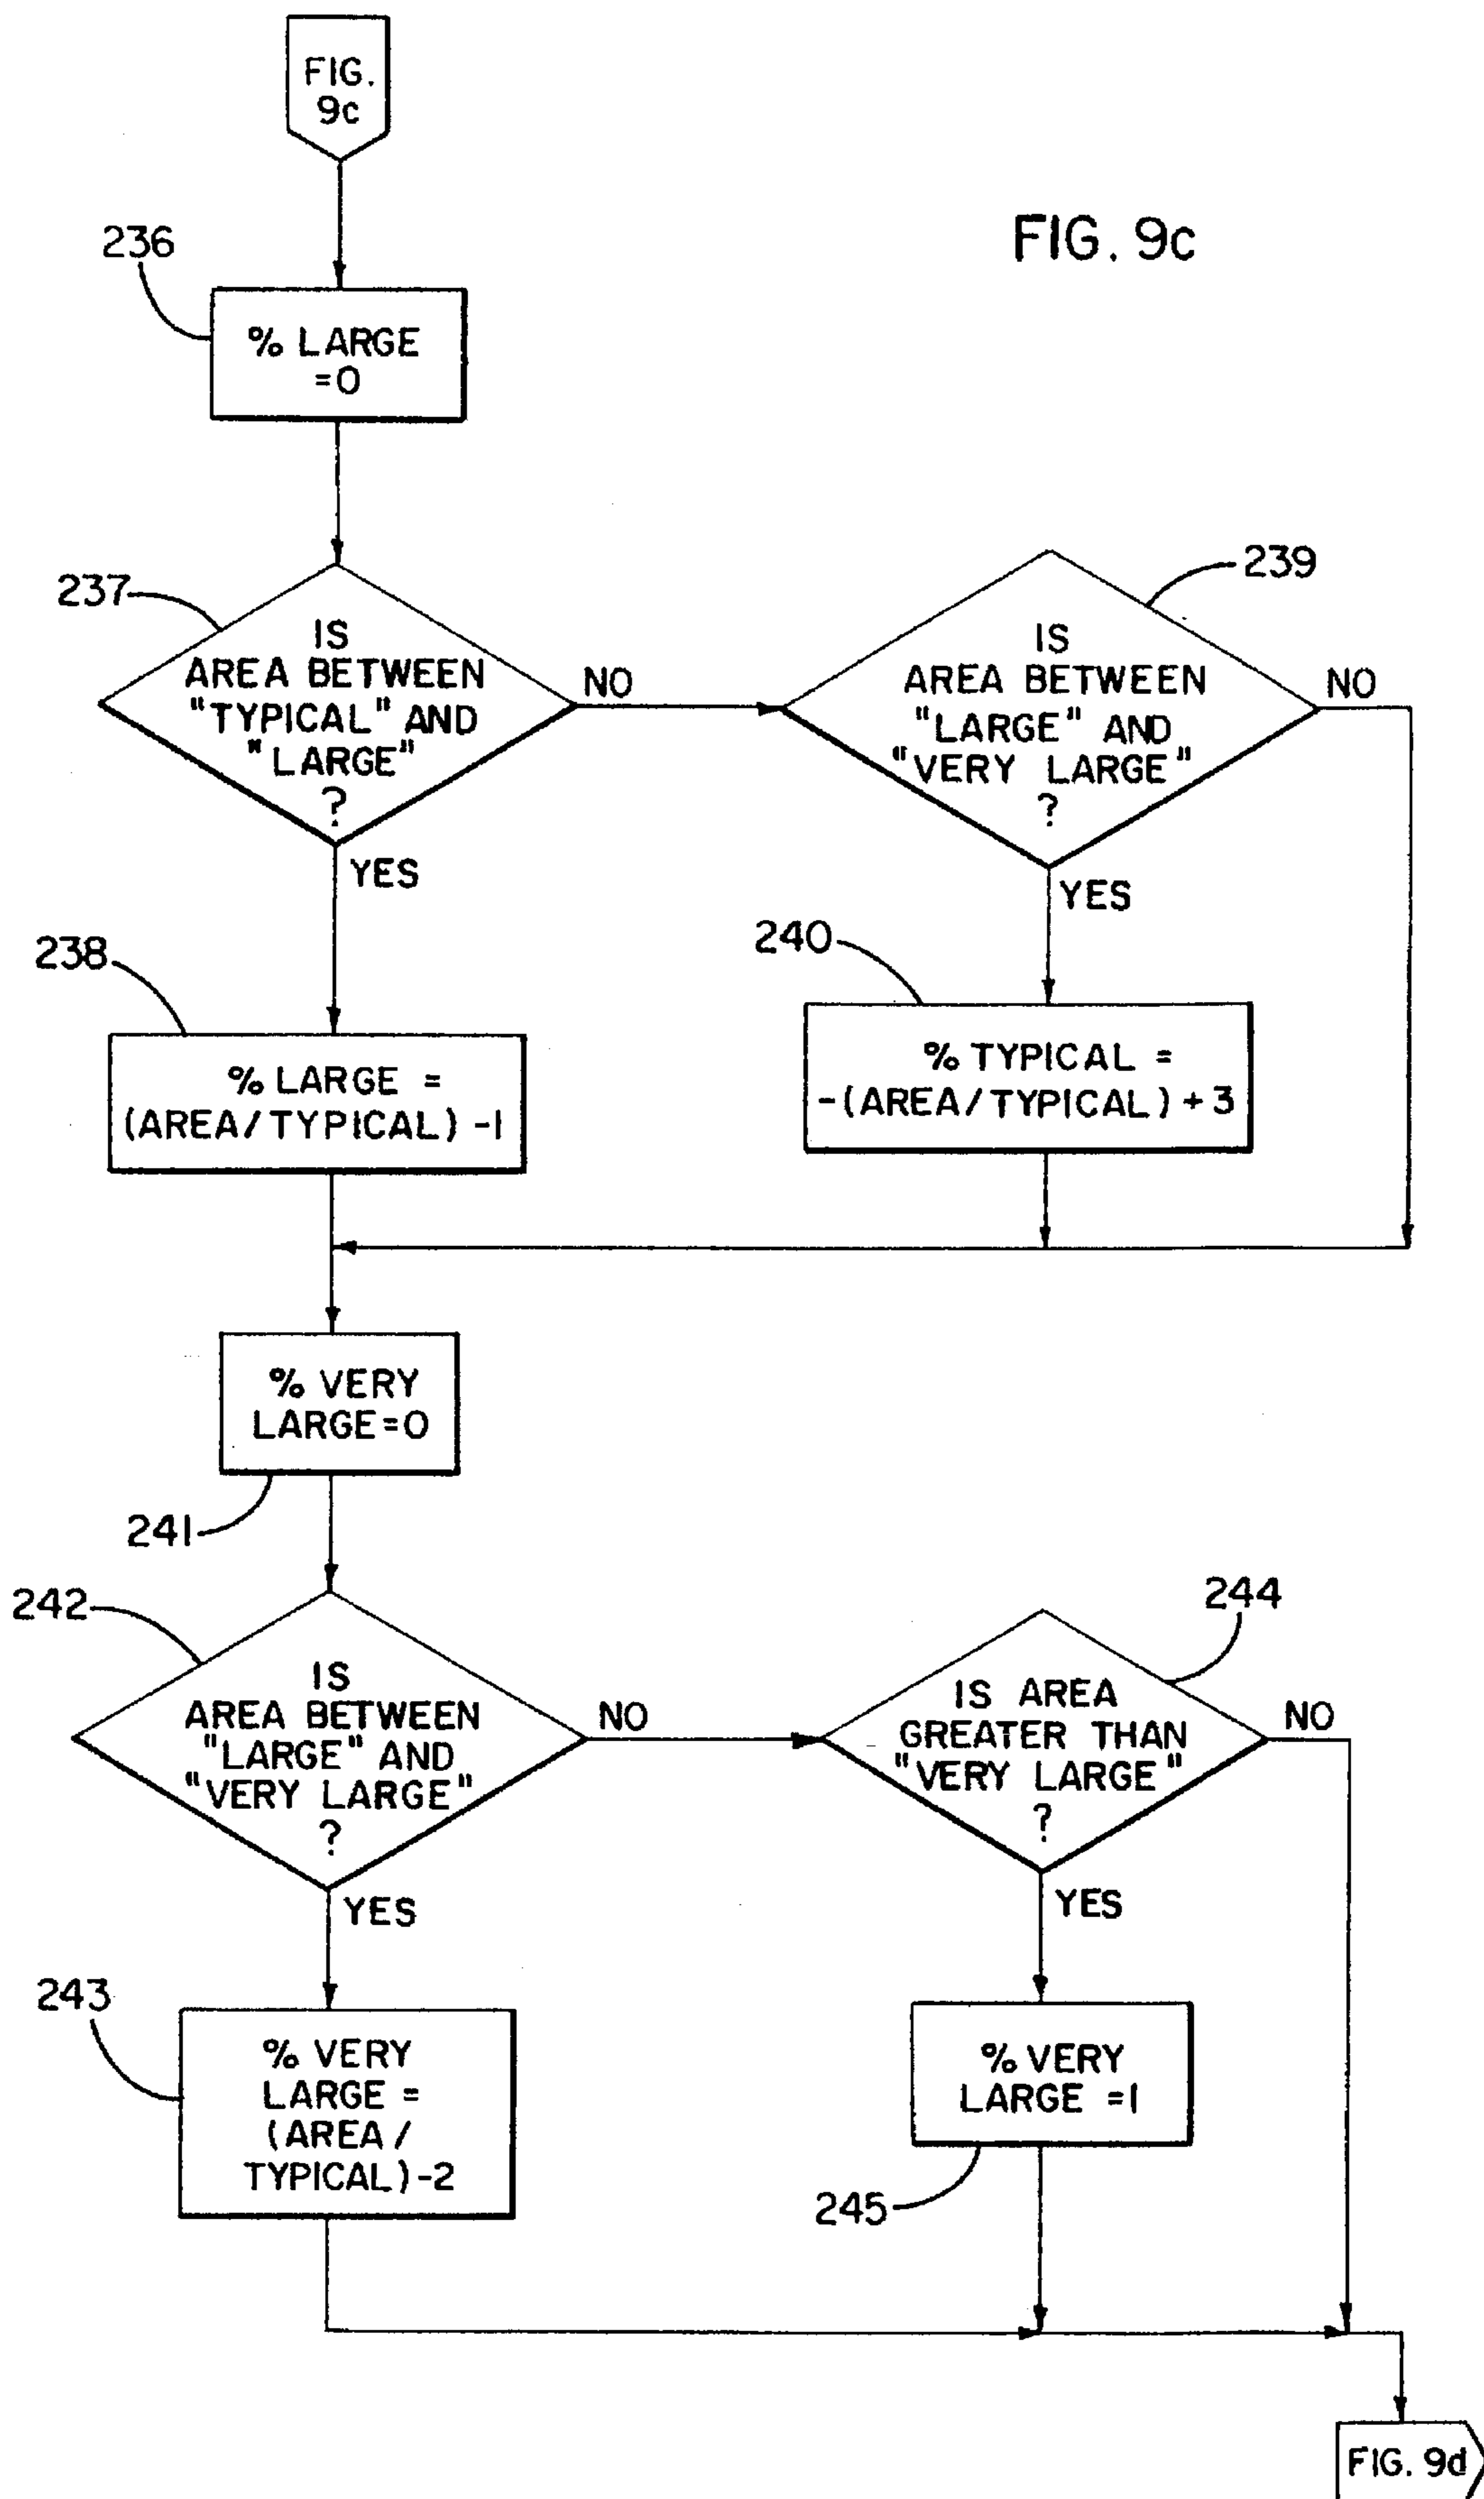 FIG.
9c
FIG. 9c
236
% LARGE
=0
237
IS
AREA BETWEEN
"TYPICAL" AND
"LARGE"
?
NO
YES
239
IS
AREA BETWEEN
"LARGE" AND
"VERY LARGE"
?
NO
YES
238
% LARGE =
(AREA/TYPICAL) -1
240
% TYPICAL =
-(AREA/TYPICAL) + 3
% VERY
LARGE=0
241
242
IS
AREA BETWEEN
"LARGE" AND
"VERY LARGE"
?
NO
YES
244
IS AREA
GREATER THAN
"VERY LARGE"
?
NO
YES
243
% VERY
LARGE =
(AREA/
TYPICAL)-2
% VERY
LARGE =1
245
FIG. 9d